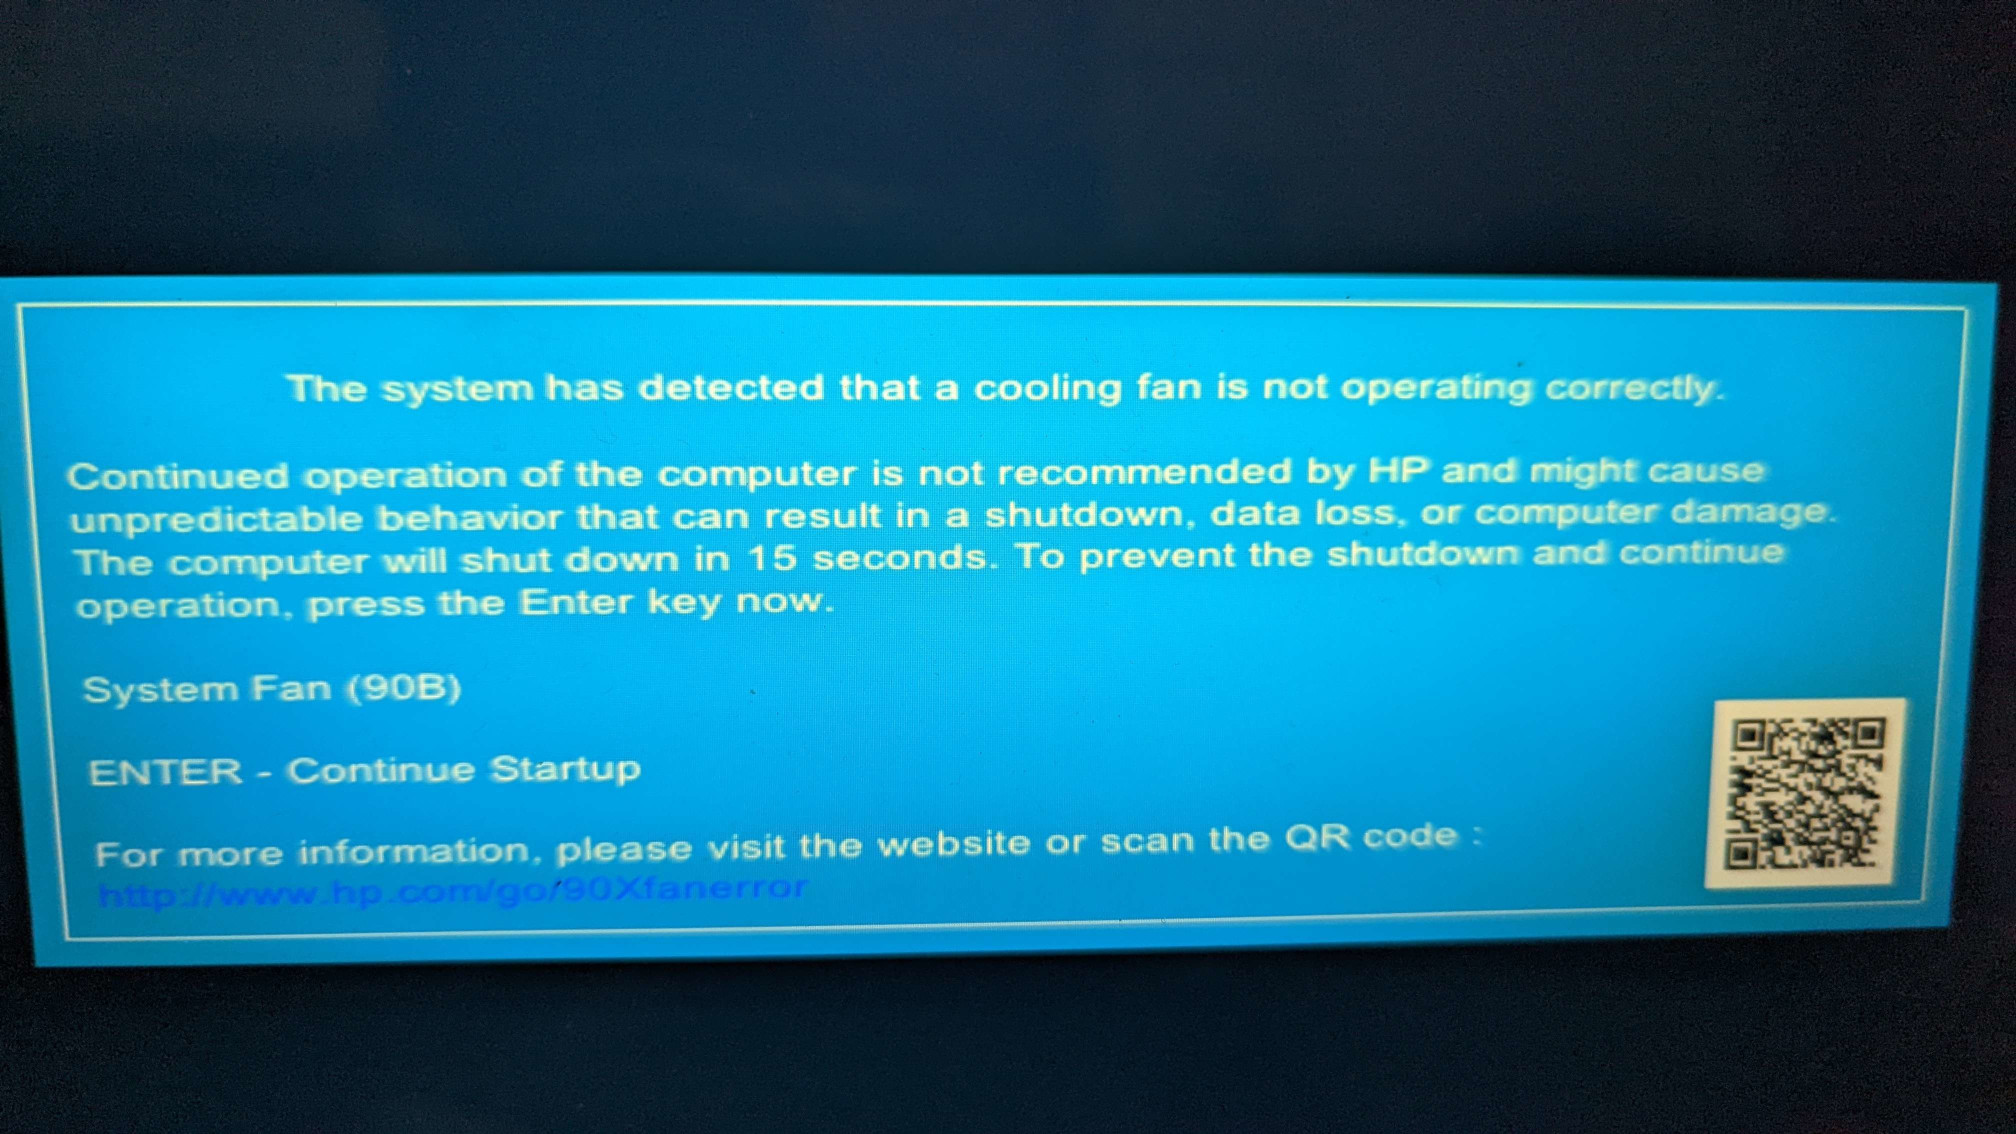 The system has detected that a cooling fan is not operating correctly.
Continued operation of the computer is not recommended by HP and might cause
unpredictable behavior that can result in a shutdown, data loss, or computer damage.
The computer will shut down in 15 seconds. To prevent the shutdown and continue
operation, press the Enter key now.
System Fan (90B)
ENTER - Continue Startup
For more information, please visit the website or scan the QR code :
http://www.hp.com/go/90Xfanerror